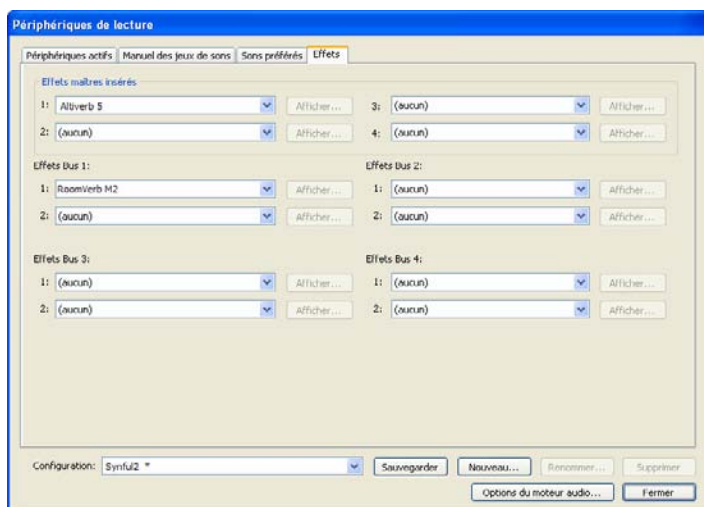 Périphériques de lecture
Périphériques actifs Manuel des jeux de sons Sons préférés Effets
Effets maîtres insérés
1: Altiverb 5 Afficher... 3: (aucun) Afficher...
2: (aucun) Afficher... 4: (aucun) Afficher...
Effets Bus 1: Effets Bus 2:
1: RoomVerb M2 Afficher... 1: (aucun) Afficher...
2: (aucun) Afficher... 2: (aucun) Afficher...
Effets Bus 3: Effets Bus 4:
1: (aucun) Afficher... 1: (aucun) Afficher...
2: (aucun) Afficher... 2: (aucun) Afficher...
Configuration: Synful2 * Sauvegarder Nouveau... Renommer... Supprimer
Options du moteur audio... Fermer